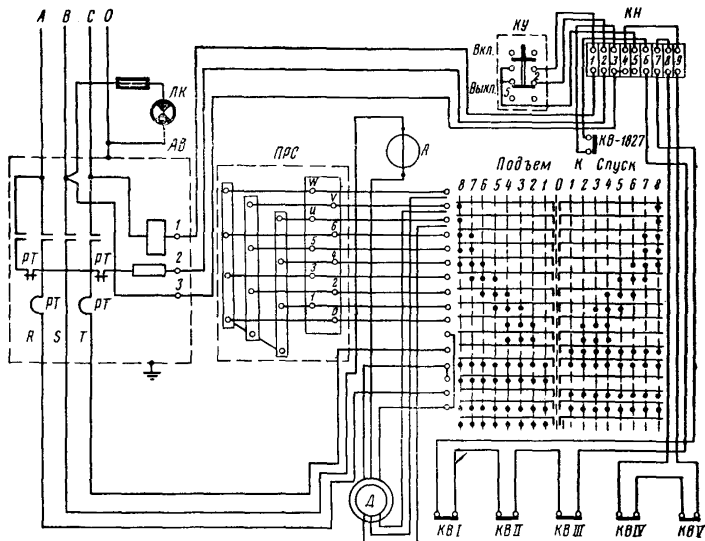 A B C O
КУ
КН
Вкл.
Выкл.
2
5
1 2 3 4 5 6 7 8 9
ЛК
АВ
КВ-1827
ПРС
A
Подъем К Спуск
8 7 6 5 4 3 2 1 0 1 2 3 4 5 6 7 8
W
V
U
6
5
4
3
2
1
0
1
2
3
РТ
РТ
РТ
РТ
R S T
Д
КВ I
КВ II
КВ III
КВ IV
КВ V